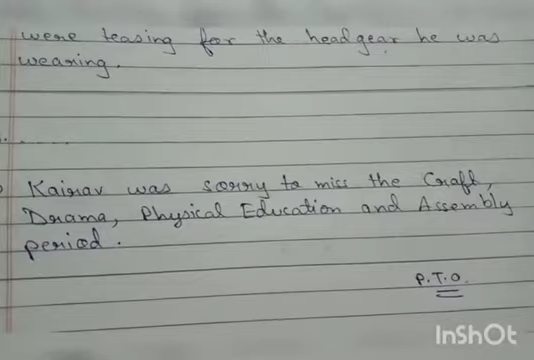 were teasing for the headgear he was
wearing.
Kairav was sorry to miss the Craft,
Drama, Physical Education and Assembly
period.
P.T.O.
InShOt